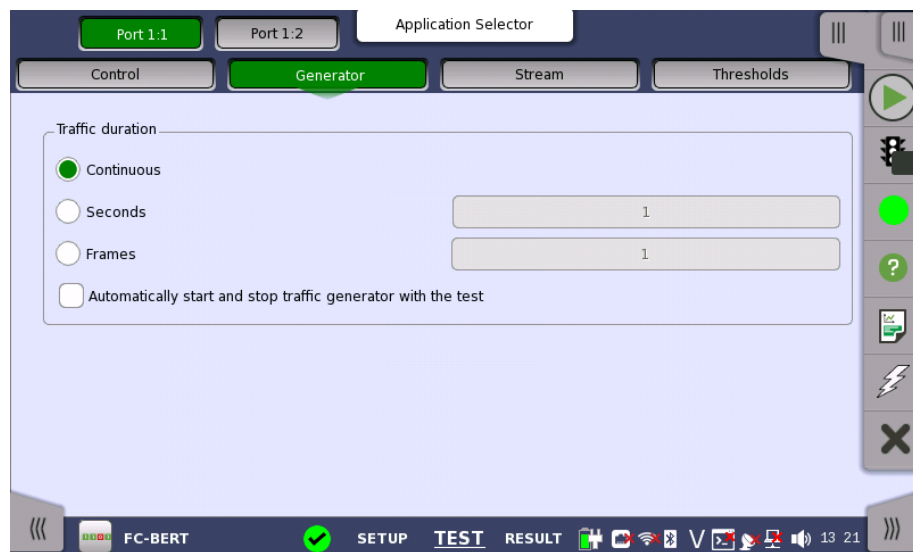 Application Selector
Port 1:1 Port 1:2
Control Generator Stream Thresholds
Traffic duration
Continuous
Seconds 1
Frames 1
Automatically start and stop traffic generator with the test
?
FC-BERT SETUP TEST RESULT V 13 21